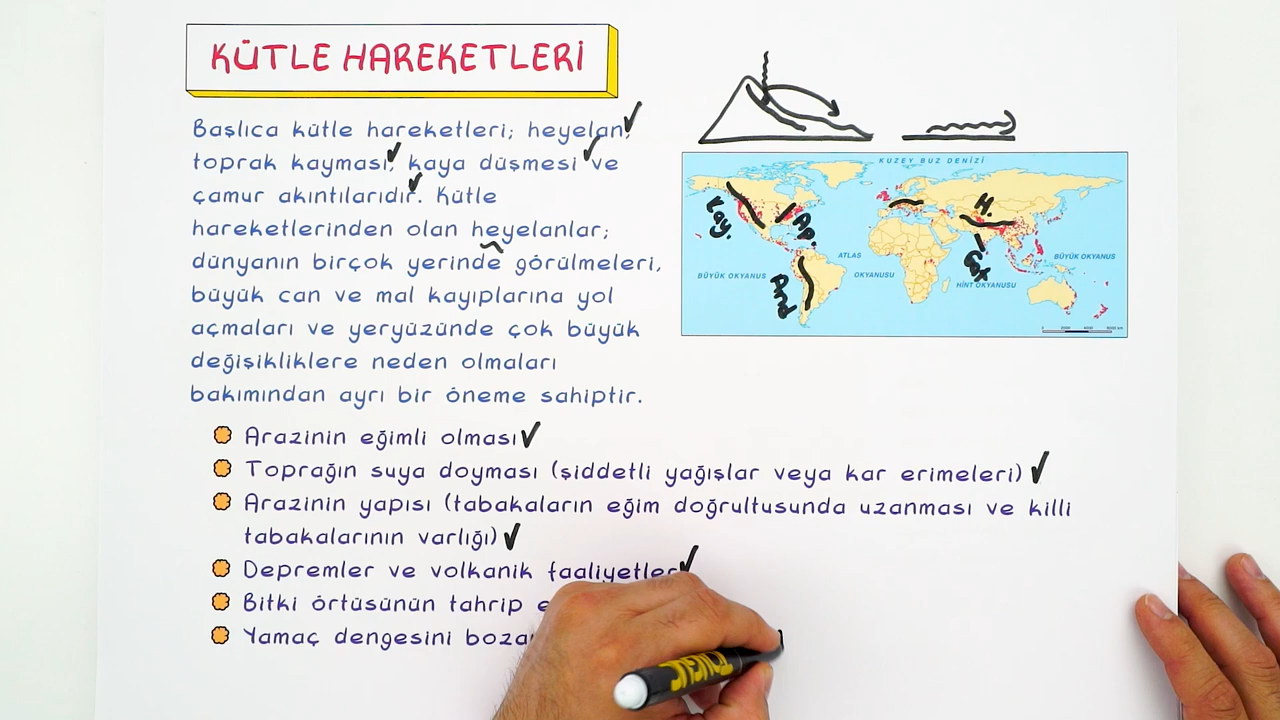 KÜTLE HAREKETLERİ
Başlıca kütle hareketleri; heyelan,
toprak kayması, kaya düşmesi ve
çamur akıntılarıdır. Kütle
hareketlerinden olan heyelanlar;
dünyanın birçok yerinde görülmeleri,
büyük can ve mal kayıplarına yol
açmaları ve yeryüzünde çok büyük
değişikliklere neden olmaları
bakımından ayrı bir öneme sahiptir.
KUZEY BUZ DENİZİ
Kay.
Ap.
H.
ATLAS
OKYANUSU
BÜYÜK OKYANUS
BÜYÜK OKYANUS
HİNT OKYANUSU
And
Arazinin eğimli olması
Toprağın suya doyması (şiddetli yağışlar veya kar erimeleri)
Arazinin yapısı (tabakaların eğim doğrultusunda uzanması ve killi
tabakalarının varlığı)
Depremler ve volkanik faaliyetler
Bitki örtüsünün tahrip
Yamaç dengesini